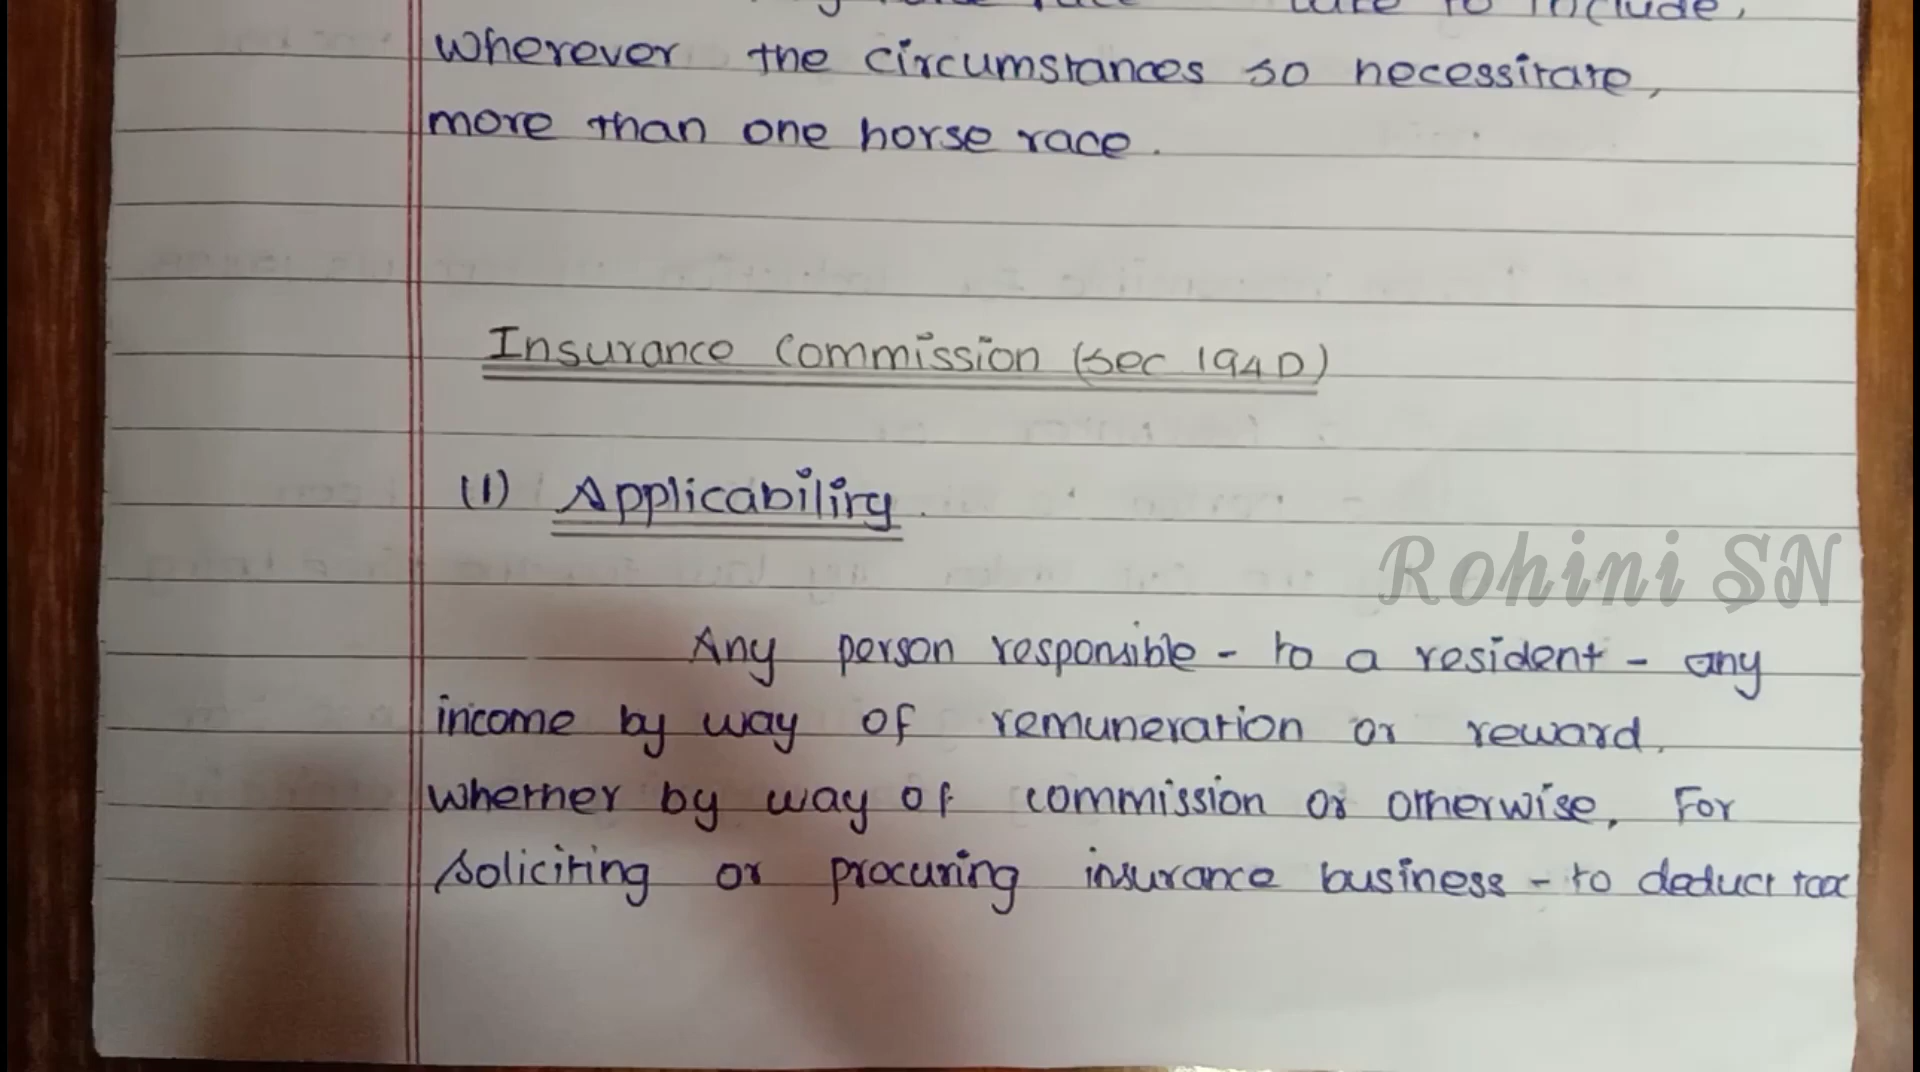 to include,
wherever the circumstances so necessitate,
more than one horse race.
Insurance Commission (Sec 194D)
(1) Applicability.
Rohini SN
Any person responsible - to a resident - any
income by way of remuneration or reward,
whether by way of commission or otherwise, For
soliciting or procuring insurance business - to deduct tax